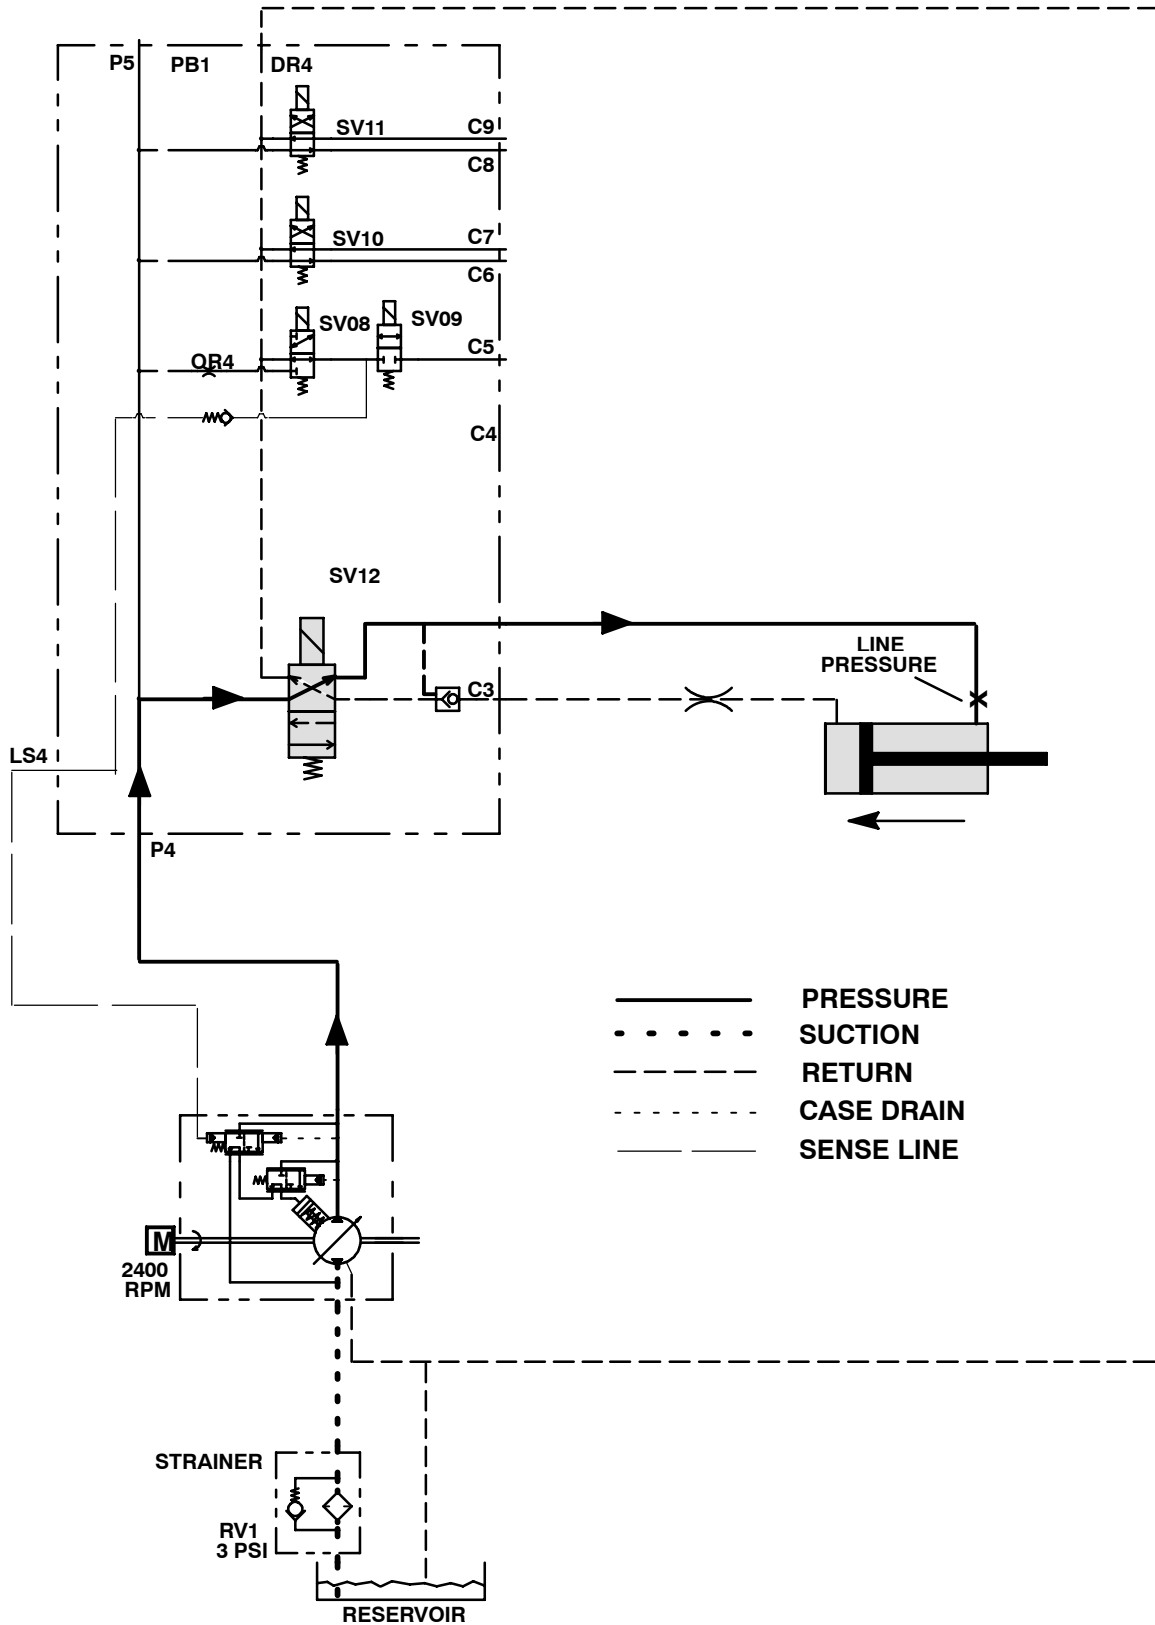 P5
PB1
DR4
SV11
C9
C8
SV10
C7
C6
SV08
SV09
C5
OR4
C4
SV12
LINE
PRESSURE
C3
LS4
P4
PRESSURE
SUCTION
RETURN
CASE DRAIN
SENSE LINE
M
2400
RPM
STRAINER
RV1
3 PSI
RESERVOIR